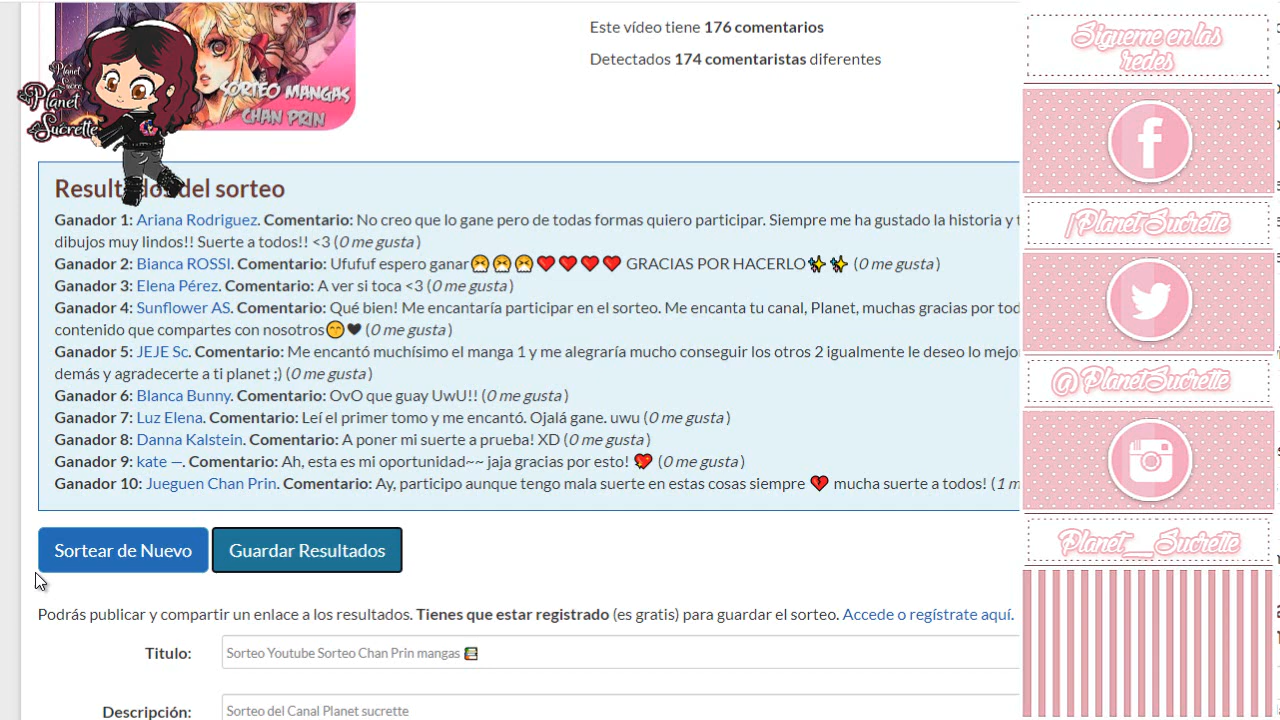 Este vídeo tiene 176 comentarios
Detectados 174 comentaristas diferentes
SORTEO MANGAS
CHAN PRIN
Planet
Sucre
Planet
Sucrette
Resultados del sorteo
Ganador 1: Ariana Rodriguez. Comentario: No creo que lo gane pero de todas formas quiero participar. Siempre me ha gustado la historia y
dibujos muy lindos!! Suerte a todos!! <3 (0 me gusta)
Ganador 2: Bianca ROSSI. Comentario: Ufufuf espero ganar😆😆😆❤❤❤❤ GRACIAS POR HACERLO✨✨ (0 me gusta)
Ganador 3: Elena Pérez. Comentario: A ver si toca <3 (0 me gusta)
Ganador 4: Sunflower AS. Comentario: Qué bien! Me encantaría participar en el sorteo. Me encanta tu canal, Planet, muchas gracias por tod
contenido que compartes con nosotros😊❤ (0 me gusta)
Ganador 5: JEJE Sc. Comentario: Me encantó muchísimo el manga 1 y me alegraría mucho conseguir los otros 2 igualmente le deseo lo mejo
demás y agradecerte a ti planet ;) (0 me gusta)
Ganador 6: Blanca Bunny. Comentario: OvO que guay UwU!! (0 me gusta)
Ganador 7: Luz Elena. Comentario: Leí el primer tomo y me encantó. Ojalá gane. uwu (0 me gusta)
Ganador 8: Danna Kalstein. Comentario: A poner mi suerte a prueba! XD (0 me gusta)
Ganador 9: kate —. Comentario: Ah, esta es mi oportunidad~~ jaja gracias por esto! 💖 (0 me gusta)
Ganador 10: Jueguen Chan Prin. Comentario: Ay, participo aunque tengo mala suerte en estas cosas siempre 💔 mucha suerte a todos! (1 m
Sortear de Nuevo
Guardar Resultados
Podrás publicar y compartir un enlace a los resultados. Tienes que estar registrado (es gratis) para guardar el sorteo. Accede o regístrate aquí.
Titulo:
Sorteo Youtube Sorteo Chan Prin mangas 📚
Descripción:
Sorteo del Canal Planet sucrette
Sigueme en las
redes
/PlanetSucrette
@PlanetSucrette
Planet__Sucrette